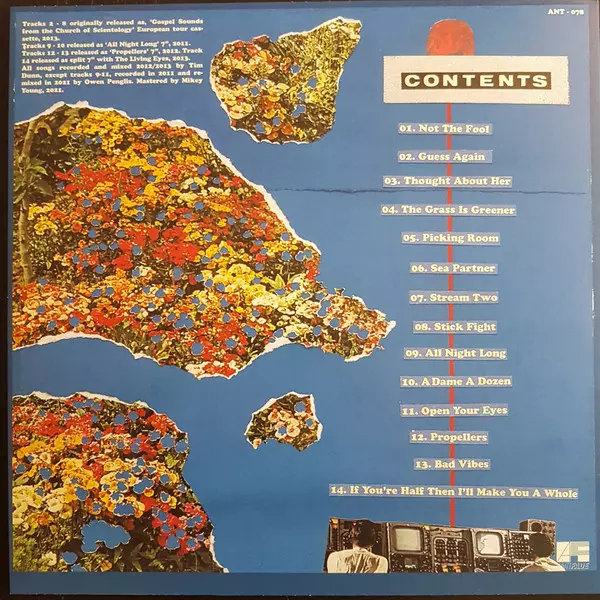 Tracks 2 - 8 originally released as, 'Gospel Sounds
from the Church of Scientology' European tour cas-
sette, 2013.
Tracks 9 - 10 released as 'All Night Long' 7", 2011.
Tracks 12 - 13 released as 'Propellers' 7", 2012. Track
14 released as split 7" with The Living Eyes, 2013.
All songs recorded and mixed 2012/2013 by Tim
Dunn, except tracks 9-11, recorded in 2011 and re-
mixed in 2021 by Owen Penglis. Mastered by Mikey
Young, 2021.
ANT - 078
CONTENTS
01. Not The Fool
02. Guess Again
03. Thought About Her
04. The Grass Is Greener
05. Picking Room
06. Sea Partner
07. Stream Two
08. Stick Fight
09. All Night Long
10. A Dame A Dozen
11. Open Your Eyes
12. Propellers
13. Bad Vibes
14. If You're Half Then I'll Make You A Whole